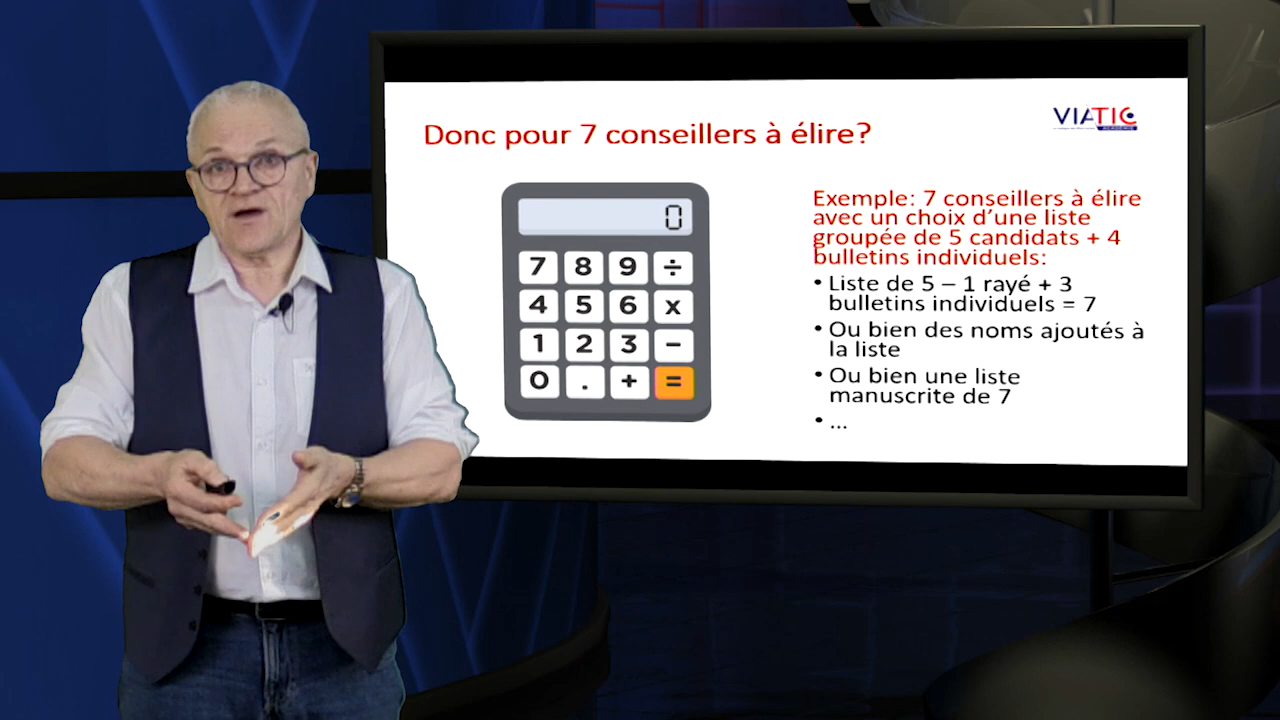 Donc pour 7 conseillers à élire?
VIATIC
ACADEMIE
0
7 8 9 ÷
4 5 6 x
1 2 3 −
0 . + =
Exemple: 7 conseillers à élire
avec un choix d'une liste
groupée de 5 candidats + 4
bulletins individuels:
• Liste de 5 – 1 rayé + 3
bulletins individuels = 7
• Ou bien des noms ajoutés à
la liste
• Ou bien une liste
manuscrite de 7
• ...